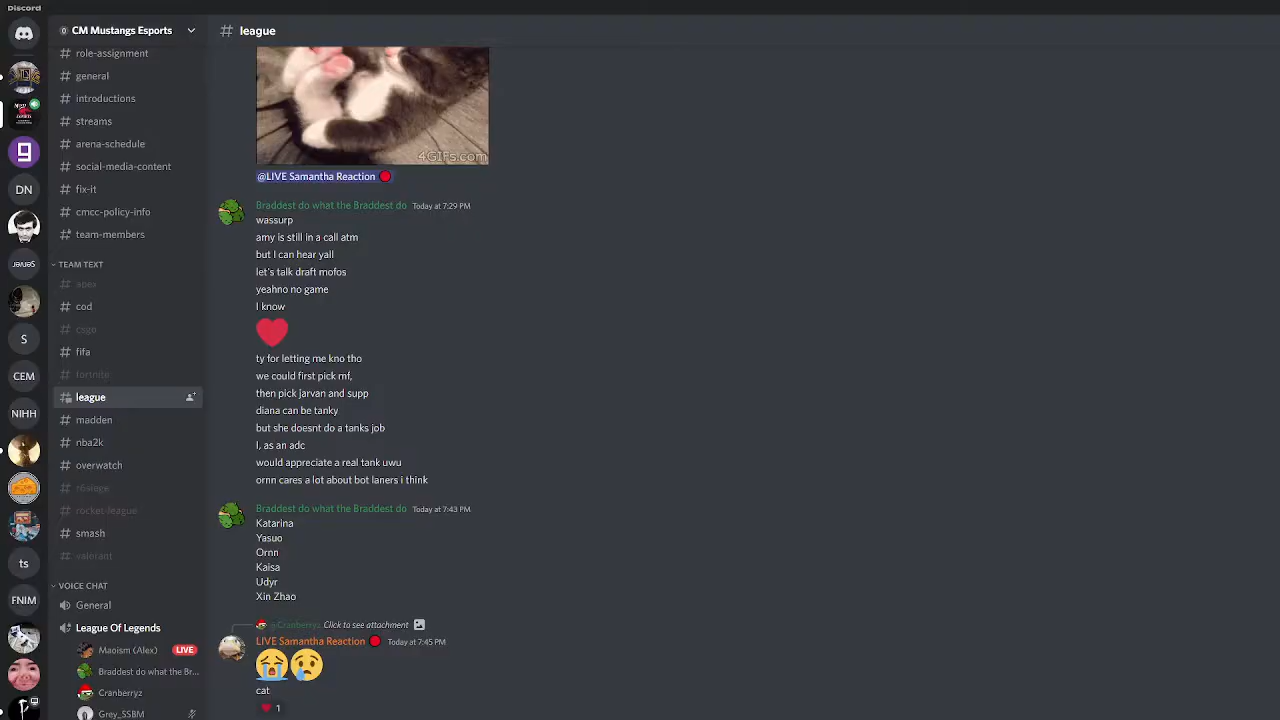 Discord
CM Mustangs Esports
# league
# role-assignment
# general
# introductions
# streams
# arena-schedule
# social-media-content
# fix-it
# cmcc-policy-info
# team-members
TEAM TEXT
# apex
# cod
# csgo
# fifa
# fortnite
# league
# madden
# nba2k
# overwatch
# r6siege
# rocket-league
# smash
# valorant
VOICE CHAT
General
League Of Legends
Maoism (Alex) LIVE
Braddest do what the Br...
Cranberryz
Grey_SSBM
DN
S
CEM
NIHH
ts
FNIM
4GIFs.com
@LIVE Samantha Reaction
Braddest do what the Braddest do Today at 7:29 PM
wassurp
amy is still in a call atm
but I can hear yall
let's talk draft mofos
yeahno no game
I know
ty for letting me kno tho
we could first pick mf,
then pick jarvan and supp
diana can be tanky
but she doesnt do a tanks job
I, as an adc
would appreciate a real tank uwu
ornn cares a lot about bot laners i think
Braddest do what the Braddest do Today at 7:43 PM
Katarina
Yasuo
Ornn
Kaisa
Udyr
Xin Zhao
@Cranberryz Click to see attachment
LIVE Samantha Reaction Today at 7:45 PM
cat
1